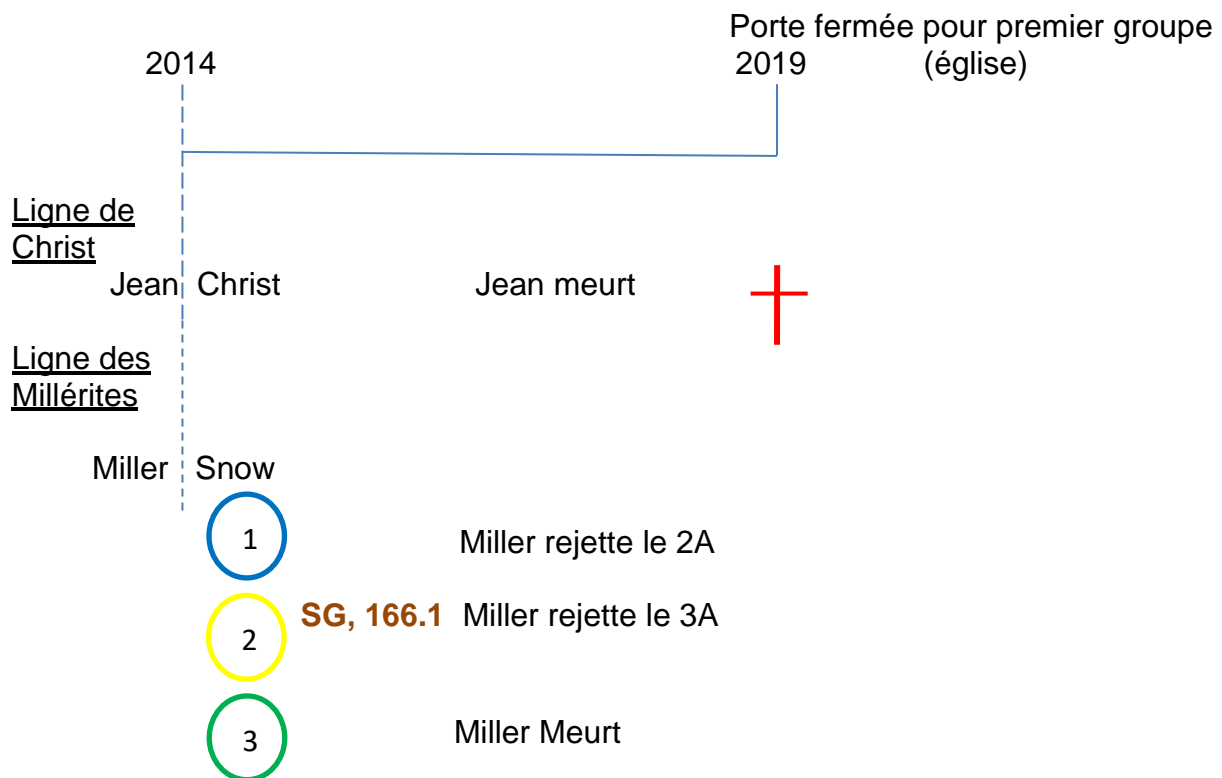 Porte fermée pour premier groupe
2014 2019 (église)
Ligne de
Christ
Jean Christ Jean meurt
Ligne des
Millérites
Miller Snow
1 Miller rejette le 2A
2 SG, 166.1 Miller rejette le 3A
3 Miller Meurt